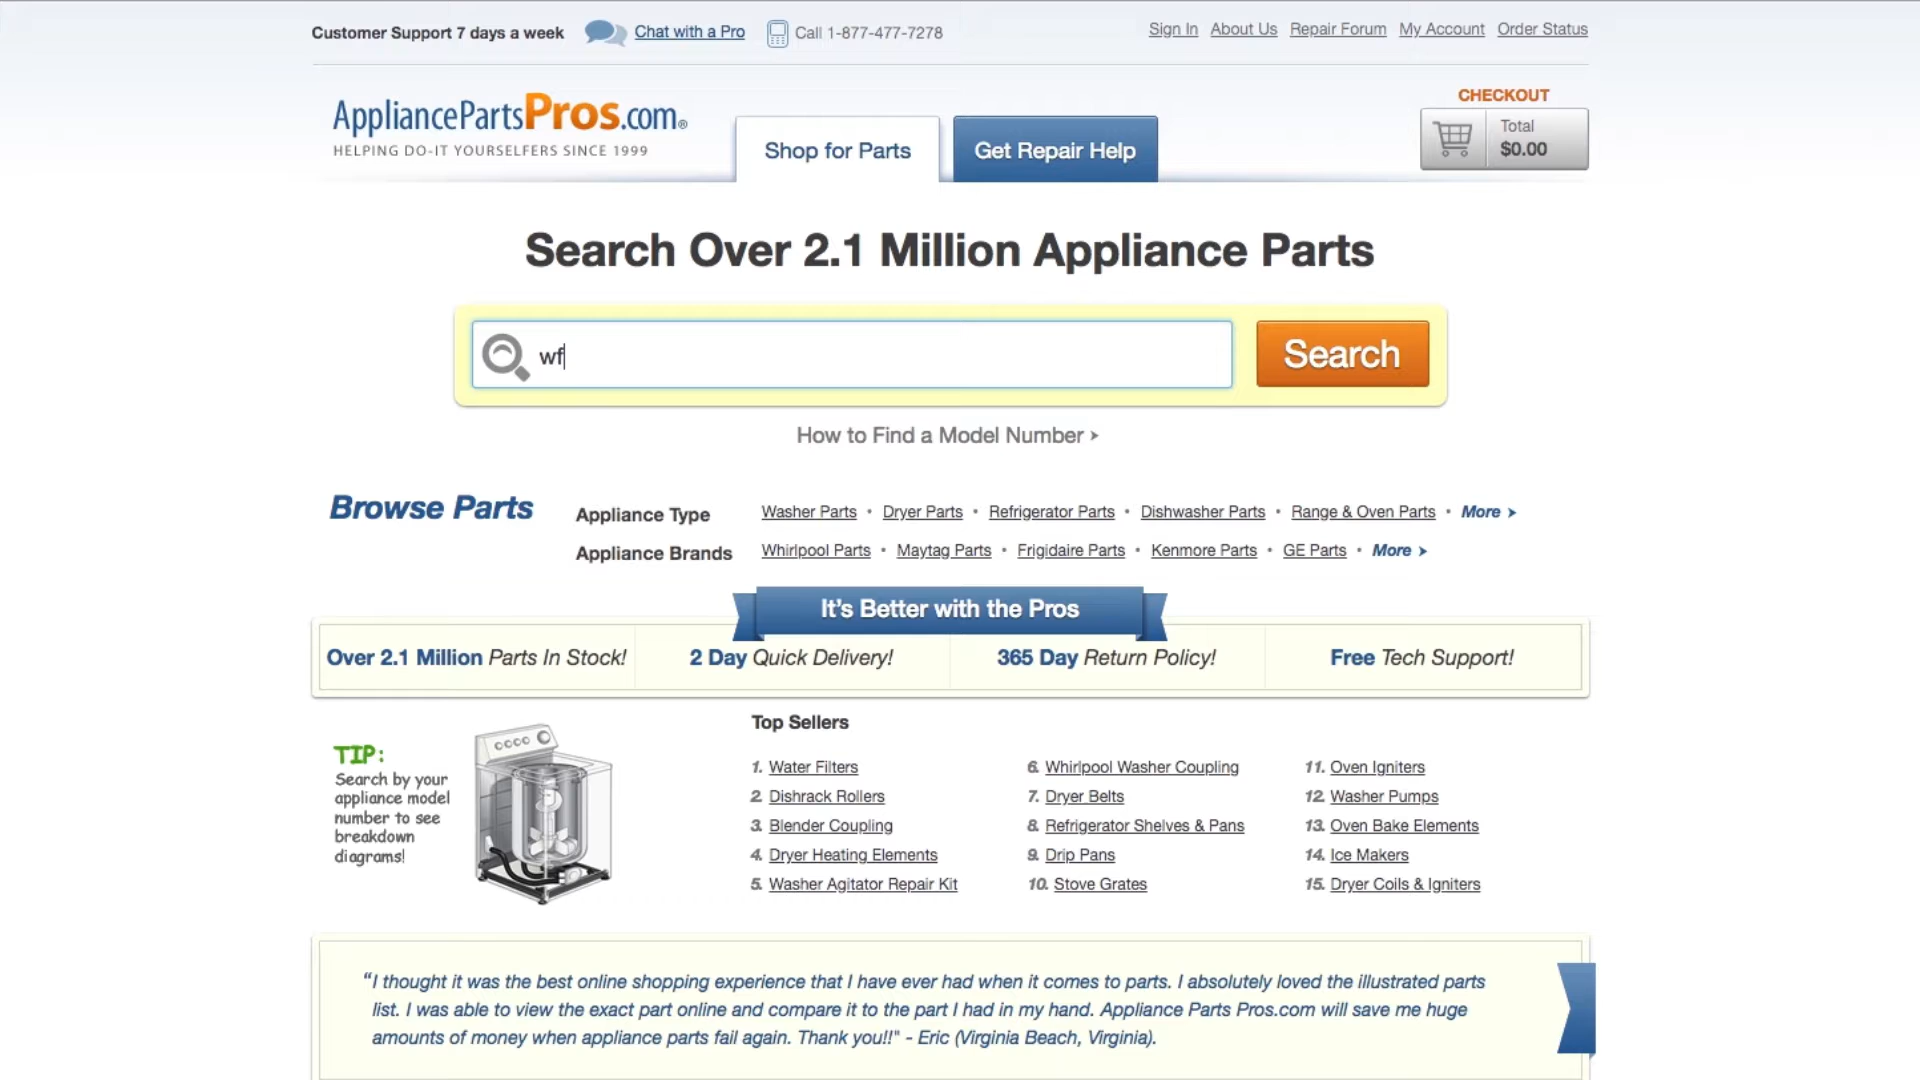 Customer Support 7 days a week Chat with a Pro Call 1-877-477-7278 Sign In About Us Repair Forum My Account Order Status
AppliancePartsPros.com®
HELPING DO-IT YOURSELFERS SINCE 1999
Shop for Parts
Get Repair Help
CHECKOUT
Total
$0.00
Search Over 2.1 Million Appliance Parts
wf
Search
How to Find a Model Number ›
Browse Parts
Appliance Type Washer Parts • Dryer Parts • Refrigerator Parts • Dishwasher Parts • Range & Oven Parts • More ›
Appliance Brands Whirlpool Parts • Maytag Parts • Frigidaire Parts • Kenmore Parts • GE Parts • More ›
It's Better with the Pros
Over 2.1 Million Parts In Stock! 2 Day Quick Delivery! 365 Day Return Policy! Free Tech Support!
TIP:
Search by your
appliance model
number to see
breakdown
diagrams!
Top Sellers
1. Water Filters
2. Dishrack Rollers
3. Blender Coupling
4. Dryer Heating Elements
5. Washer Agitator Repair Kit
6. Whirlpool Washer Coupling
7. Dryer Belts
8. Refrigerator Shelves & Pans
9. Drip Pans
10. Stove Grates
11. Oven Igniters
12. Washer Pumps
13. Oven Bake Elements
14. Ice Makers
15. Dryer Coils & Igniters
“I thought it was the best online shopping experience that I have ever had when it comes to parts. I absolutely loved the illustrated parts
list. I was able to view the exact part online and compare it to the part I had in my hand. Appliance Parts Pros.com will save me huge
amounts of money when appliance parts fail again. Thank you!!" - Eric (Virginia Beach, Virginia).